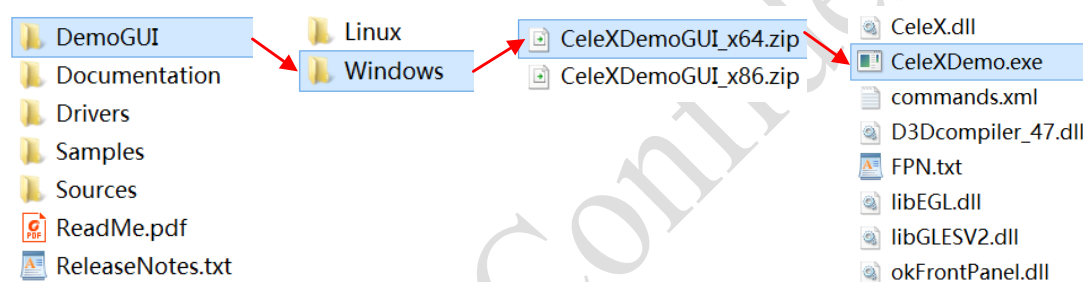 DemoGUI
Documentation
Drivers
Samples
Sources
ReadMe.pdf
ReleaseNotes.txt
Linux
Windows
CeleXDemoGUI_x64.zip
CeleXDemoGUI_x86.zip
CeleX.dll
CeleXDemo.exe
commands.xml
D3Dcompiler_47.dll
FPN.txt
libEGL.dll
libGLESV2.dll
okFrontPanel.dll